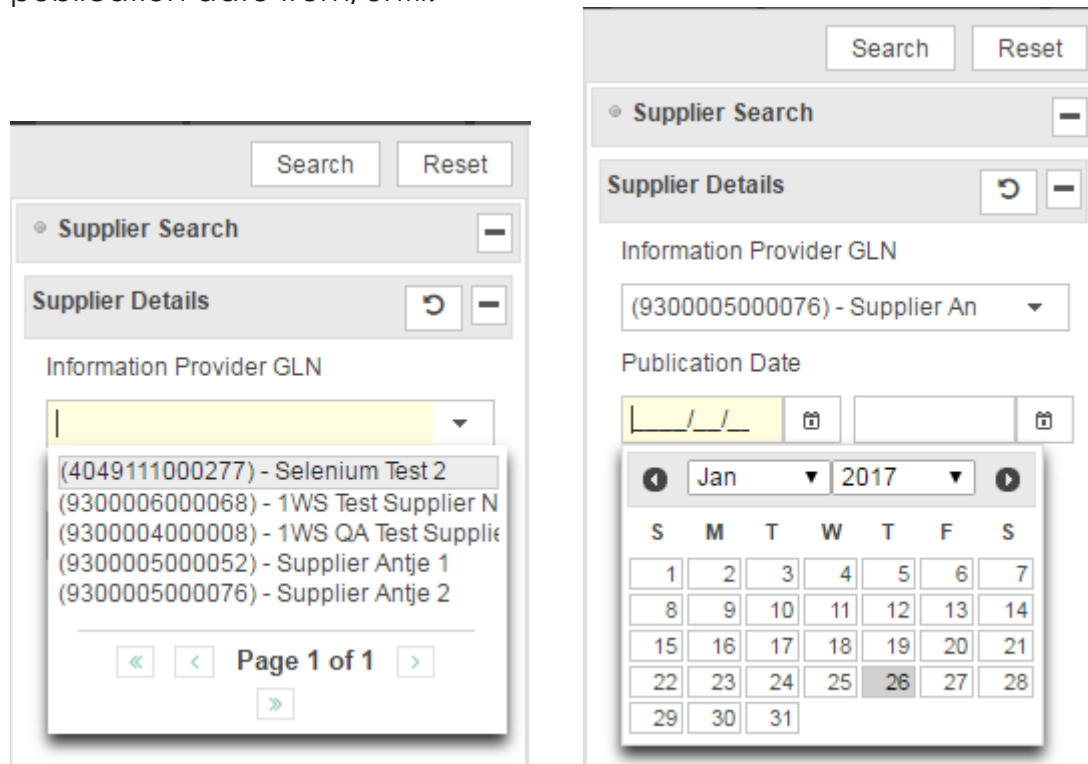 Search Reset
Supplier Search
Supplier Details
Information Provider GLN
(4049111000277) - Selenium Test 2
(9300006000068) - 1WS Test Supplier N
(9300004000008) - 1WS QA Test Supplie
(9300005000052) - Supplier Antje 1
(9300005000076) - Supplier Antje 2
« < Page 1 of 1 >
»
Search Reset
Supplier Search
Supplier Details
Information Provider GLN
(9300005000076) - Supplier An
Publication Date
____/__/__
Jan 2017
S M T W T F S
1 2 3 4 5 6 7
8 9 10 11 12 13 14
15 16 17 18 19 20 21
22 23 24 25 26 27 28
29 30 31